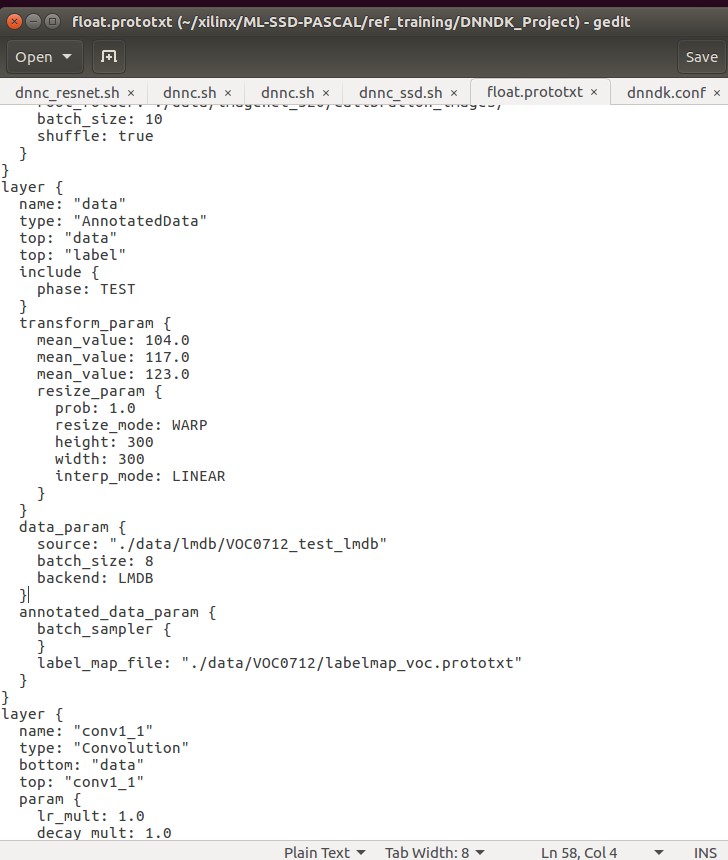 float.prototxt (~/xilinx/ML-SSD-PASCAL/ref_training/DNNDK_Project) - gedit
Open
Save
dnnc_resnet.sh × dnnc.sh × dnnc.sh × dnnc_ssd.sh × float.prototxt × dnndk.conf ×
    batch_size: 10
    shuffle: true
  }
}
layer {
  name: "data"
  type: "AnnotatedData"
  top: "data"
  top: "label"
  include {
    phase: TEST
  }
  transform_param {
    mean_value: 104.0
    mean_value: 117.0
    mean_value: 123.0
    resize_param {
      prob: 1.0
      resize_mode: WARP
      height: 300
      width: 300
      interp_mode: LINEAR
    }
  }
  data_param {
    source: "./data/lmdb/VOC0712_test_lmdb"
    batch_size: 8
    backend: LMDB
  }
  annotated_data_param {
    batch_sampler {
    }
    label_map_file: "./data/VOC0712/labelmap_voc.prototxt"
  }
}
layer {
  name: "conv1_1"
  type: "Convolution"
  bottom: "data"
  top: "conv1_1"
  param {
    lr_mult: 1.0
    decay_mult: 1.0
Plain Text Tab Width: 8 Ln 58, Col 4 INS